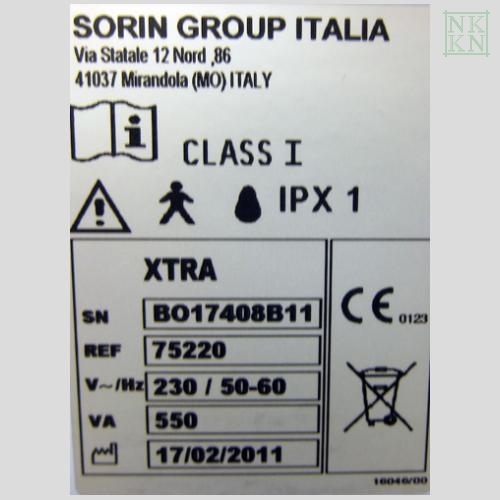 SORIN GROUP ITALIA
Via Statale 12 Nord ,86
41037 Mirandola (MO) ITALY
i
CLASS I
! IPX 1
XTRA
SN BO17408B11
CE 0123
REF 75220
V~/Hz 230 / 50-60
VA 550
17/02/2011
16046/00
NK
KN